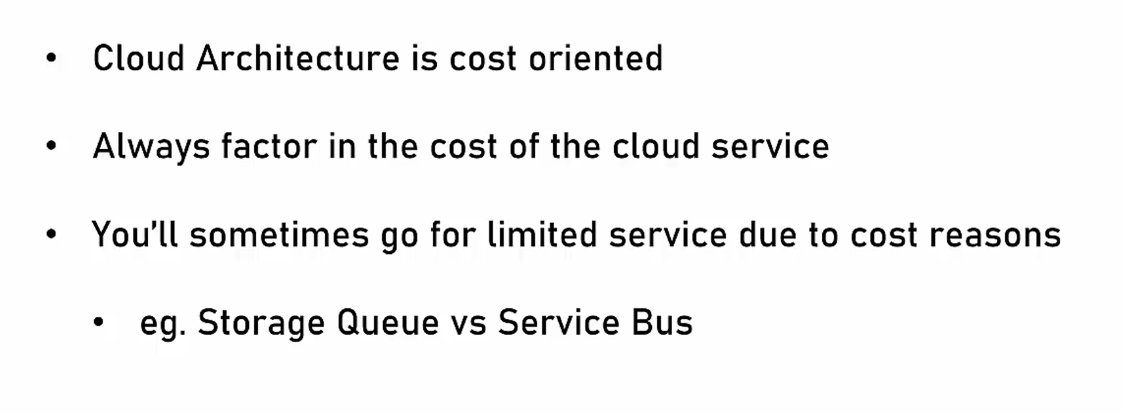 • Cloud Architecture is cost oriented
• Always factor in the cost of the cloud service
• You'll sometimes go for limited service due to cost reasons
• eg. Storage Queue vs Service Bus